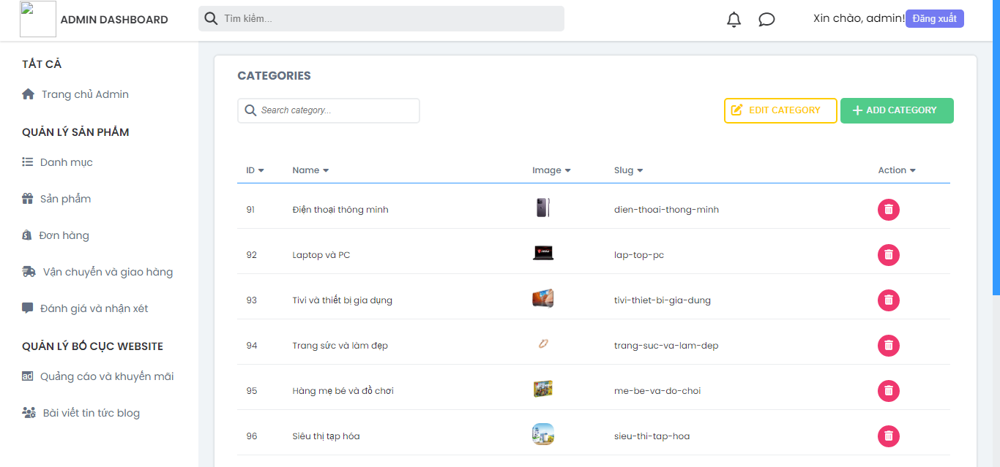 ADMIN DASHBOARD
Tìm kiếm...
Xin chào, admin! Đăng xuất
TẤT CẢ
Trang chủ Admin
QUẢN LÝ SẢN PHẨM
Danh mục
Sản phẩm
Đơn hàng
Vận chuyển và giao hàng
Đánh giá và nhận xét
QUẢN LÝ BỐ CỤC WEBSITE
ad Quảng cáo và khuyến mãi
Bài viết tin tức blog
CATEGORIES
Search category...
EDIT CATEGORY
ADD CATEGORY
ID Name Image Slug Action
91 Điện thoại thông minh dien-thoai-thong-minh
92 Laptop và PC lap-top-pc
93 Tivi và thiết bị gia dụng tivi-thiet-bi-gia-dung
94 Trang sức và làm đẹp trang-suc-va-lam-dep
95 Hàng mẹ bé và đồ chơi me-be-va-do-choi
96 Siêu thị tạp hóa sieu-thi-tap-hoa